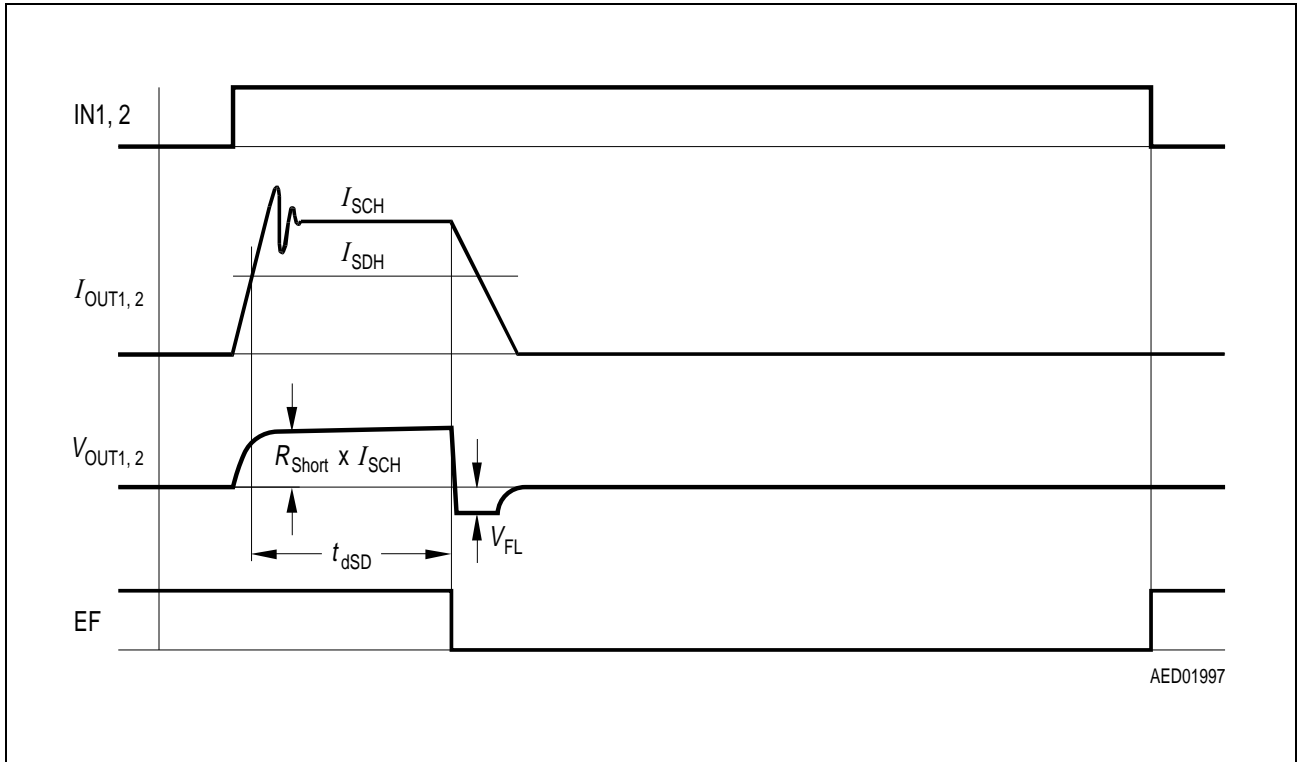 IN1, 2
I_SCH
I_SDH
I_OUT1, 2
V_OUT1, 2
R_Short x I_SCH
V_FL
t_dSD
EF
AED01997